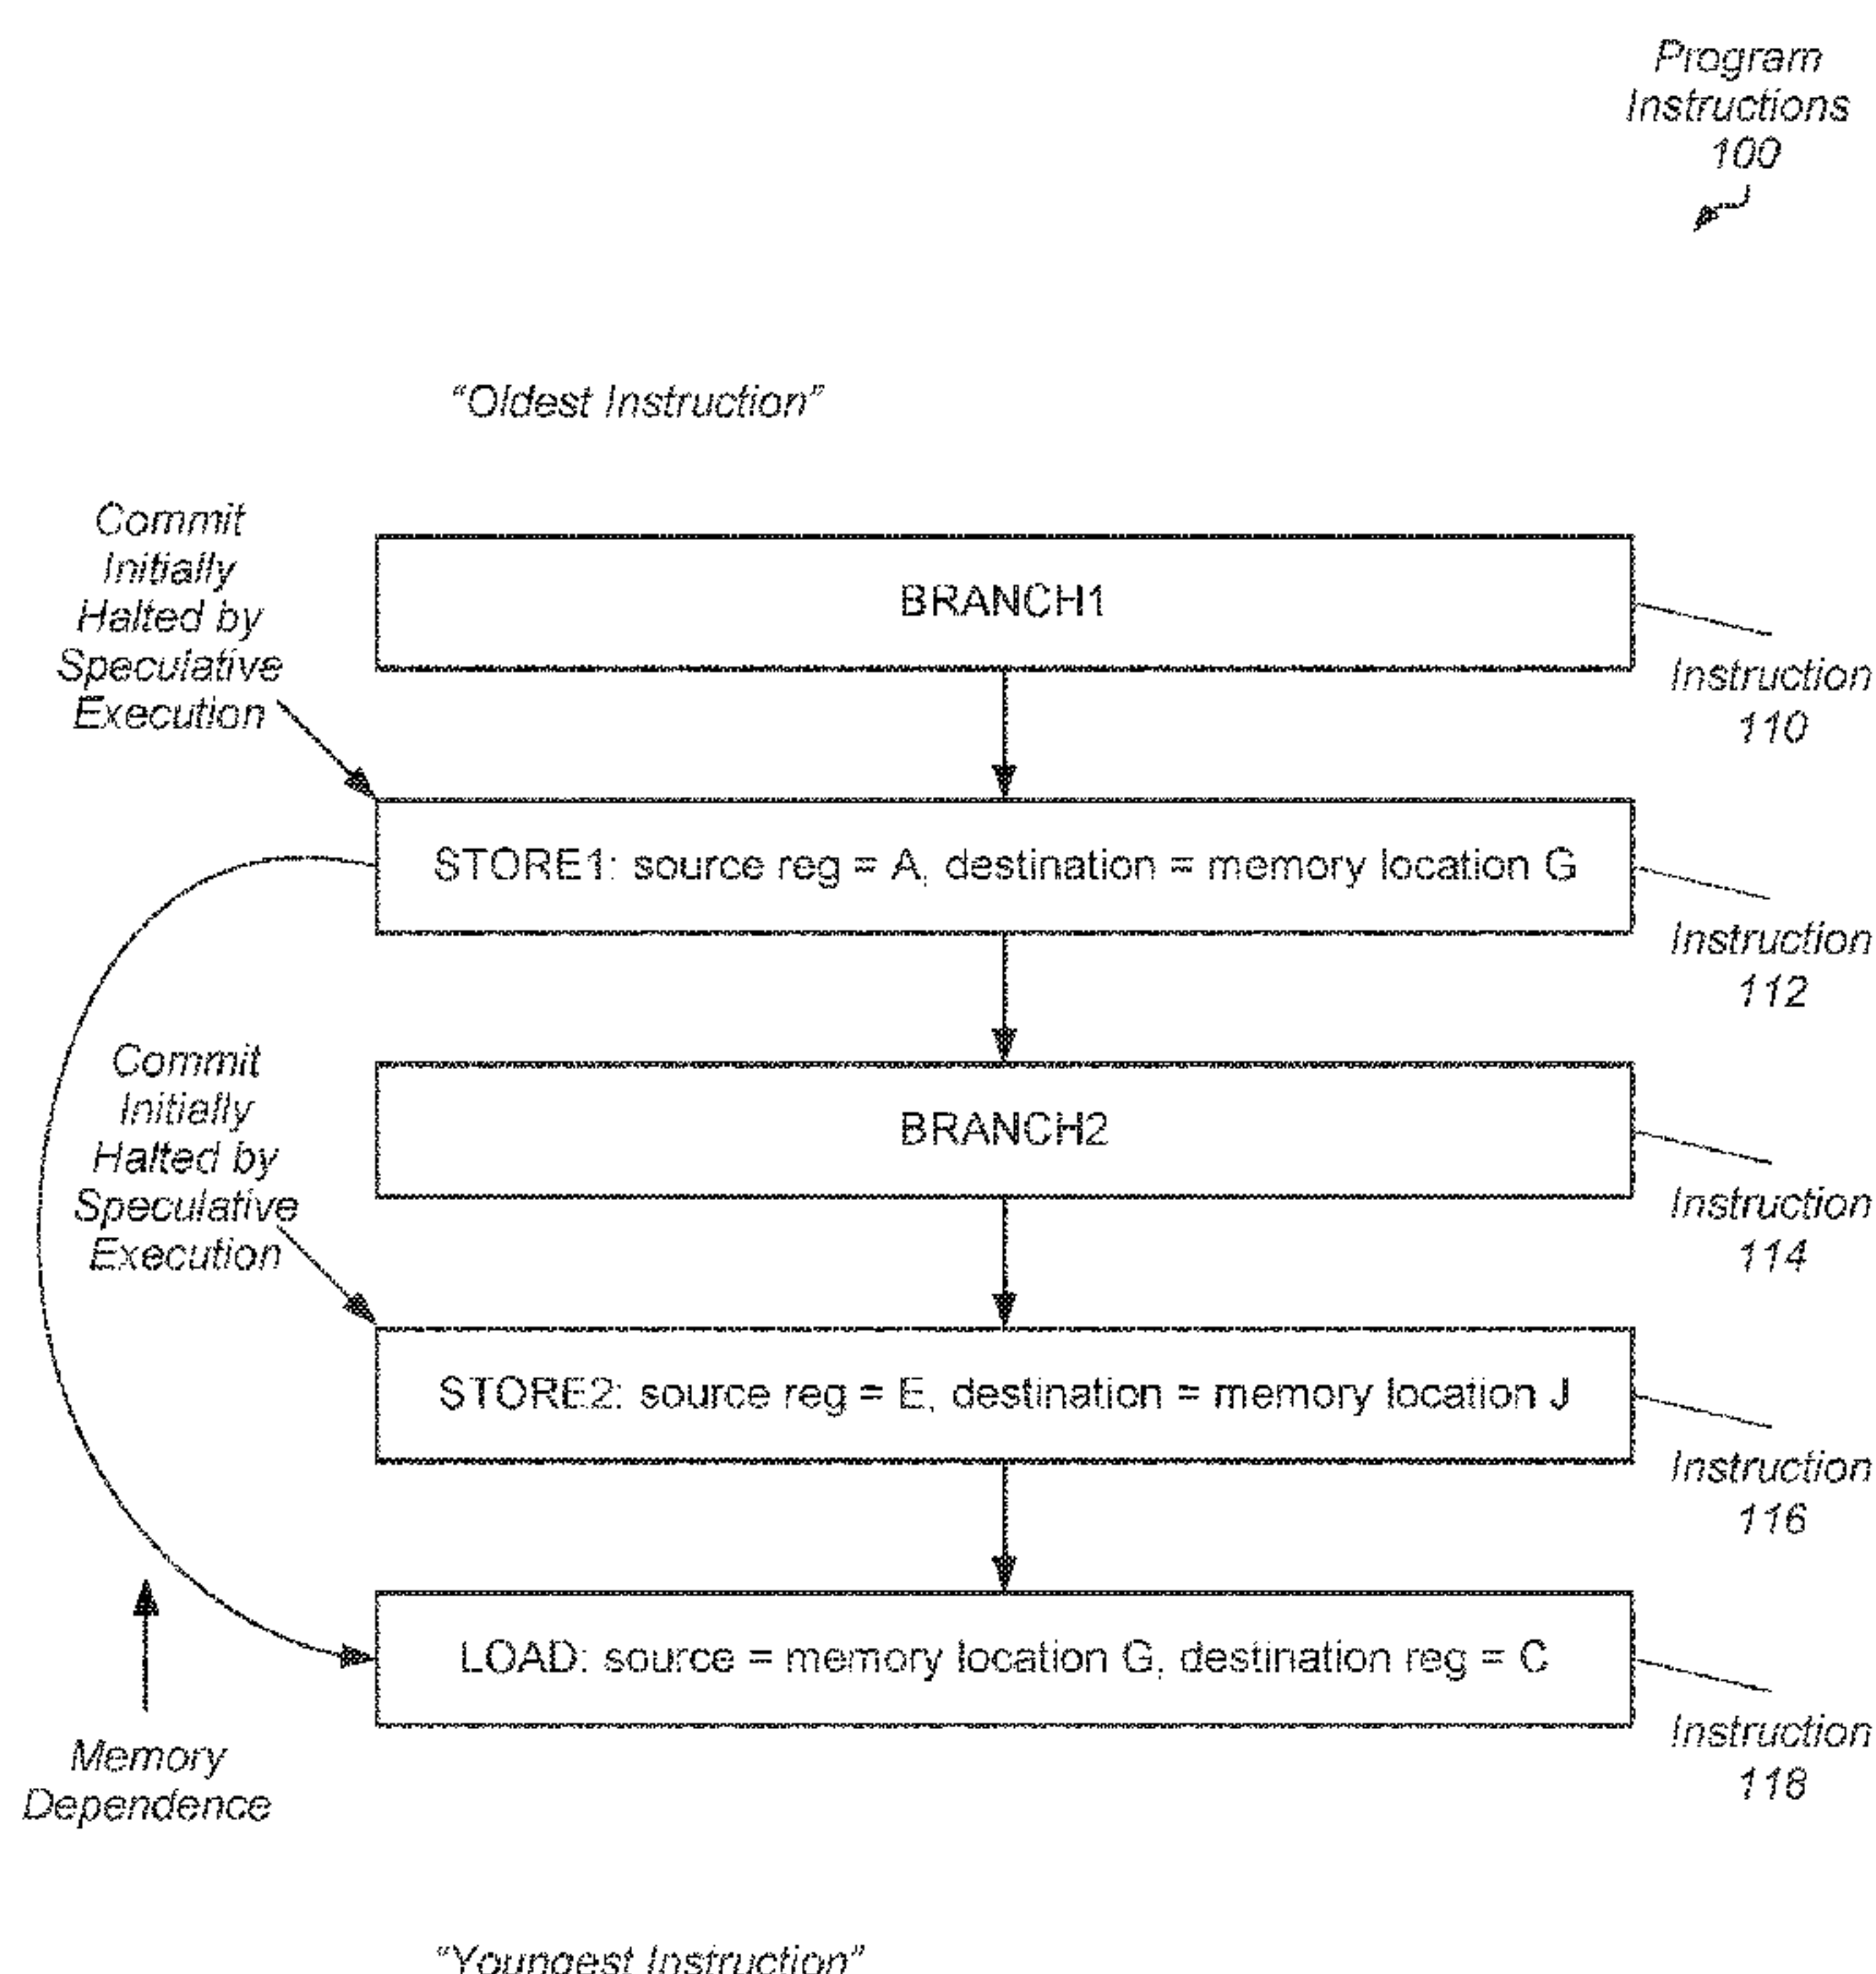 Program
Instructions
100
"Oldest Instruction"
Commit
Initially
Halted by
Speculative
Execution
BRANCH1
Instruction
110
STORE1: source reg = A, destination = memory location G
Instruction
112
Commit
Initially
Halted by
Speculative
Execution
BRANCH2
Instruction
114
STORE2: source reg = E, destination = memory location J
Instruction
116
LOAD: source = memory location G, destination reg = C
Instruction
118
Memory
Dependence
"Youngest Instruction"